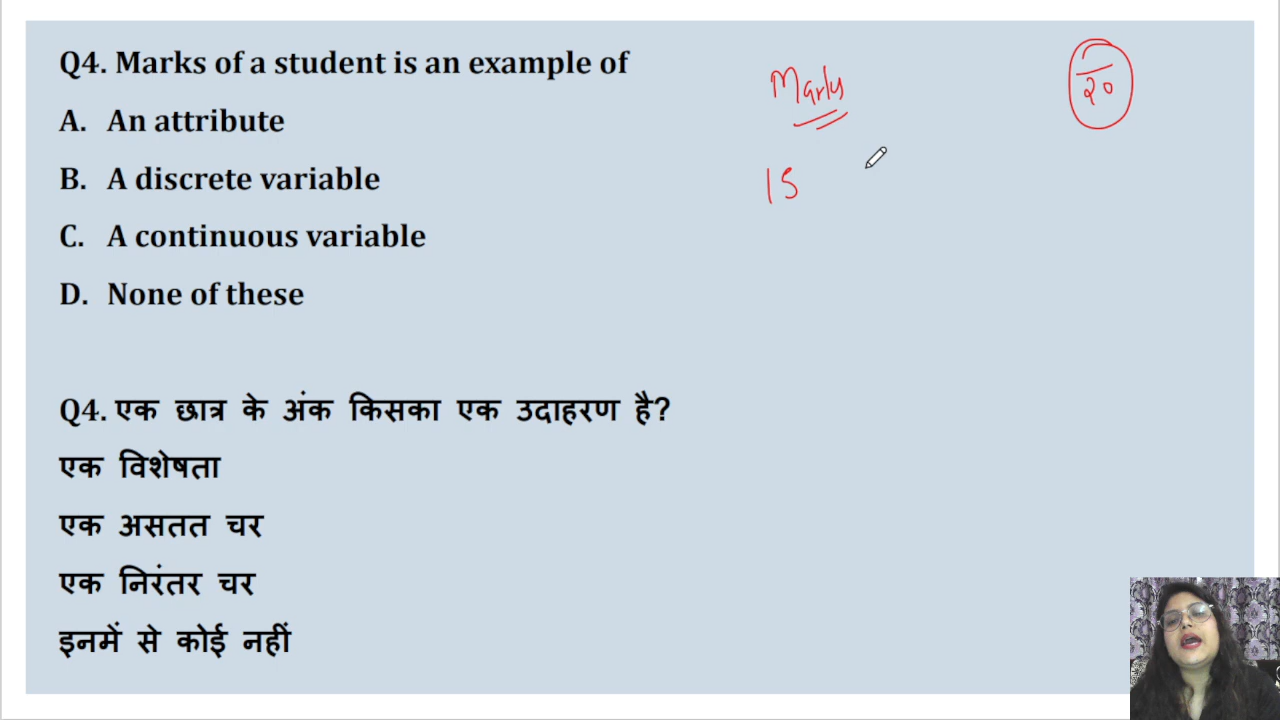 Q4. Marks of a student is an example of
A. An attribute
B. A discrete variable
C. A continuous variable
D. None of these
Q4. एक छात्र के अंक किसका एक उदाहरण है?
एक विशेषता
एक असतत चर
एक निरंतर चर
इनमें से कोई नहीं
Marks
15
20